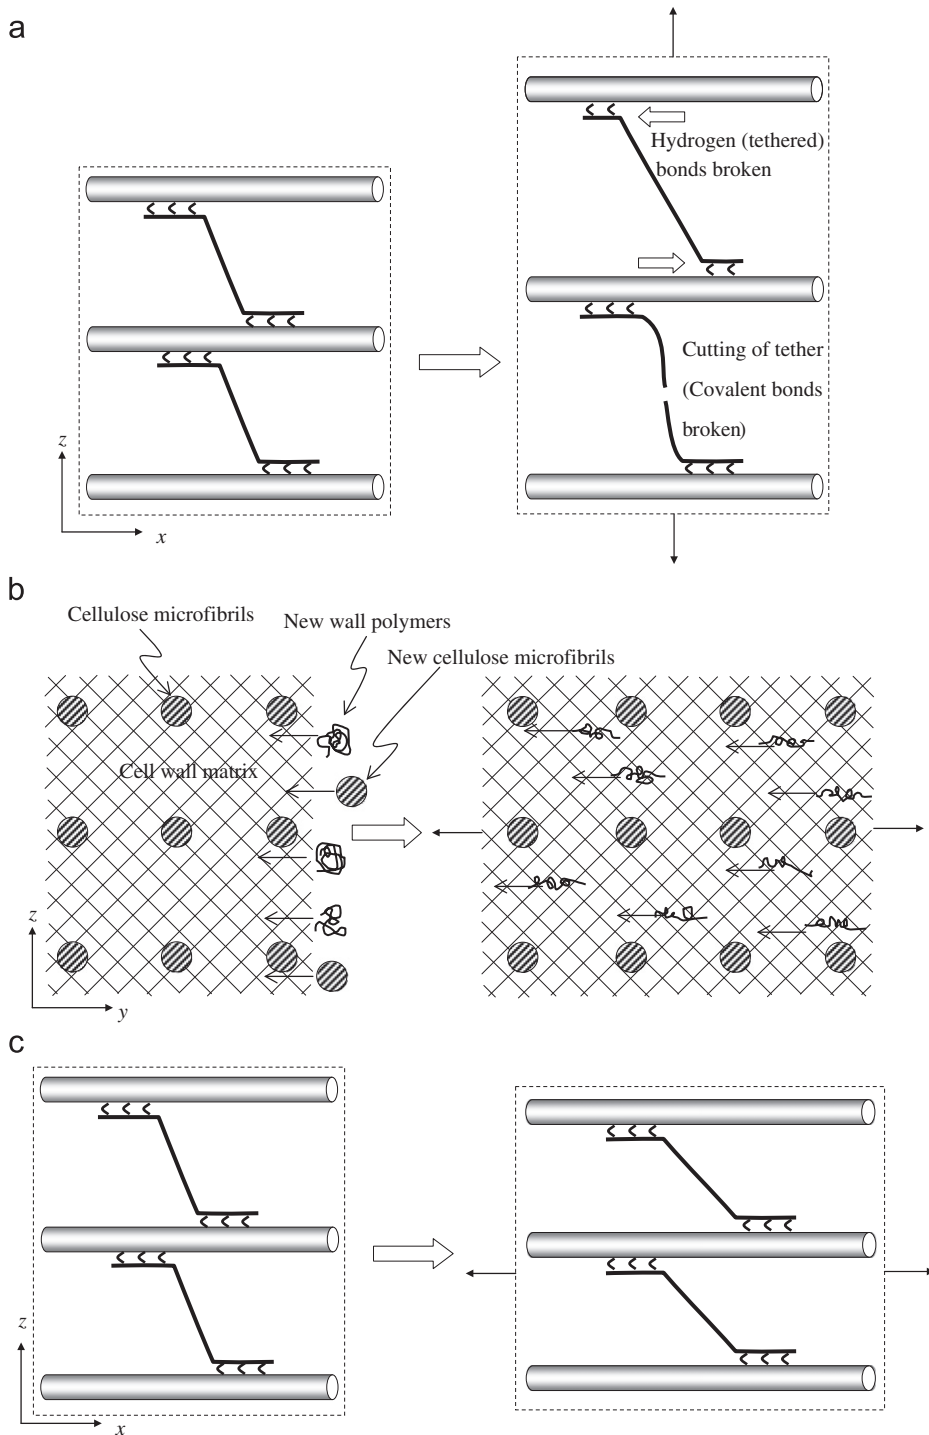 a
Hydrogen (tethered)
bonds broken
Cutting of tether
(Covalent bonds
broken)
z
x
b
Cellulose microfibrils
New wall polymers
New cellulose microfibrils
Cell wall matrix
z
y
c
z
x